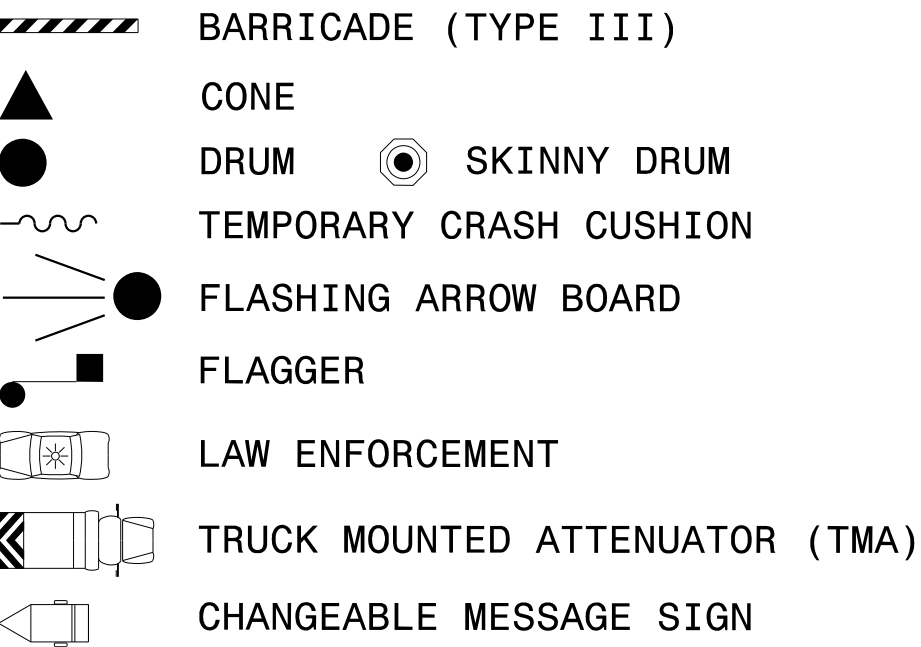 BARRICADE (TYPE III)
CONE
DRUM SKINNY DRUM
TEMPORARY CRASH CUSHION
FLASHING ARROW BOARD
FLAGGER
LAW ENFORCEMENT
TRUCK MOUNTED ATTENUATOR (TMA)
CHANGEABLE MESSAGE SIGN